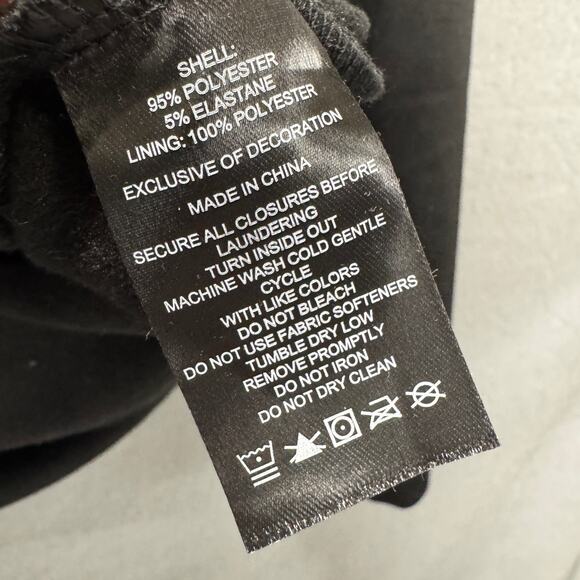 SHELL:
95% POLYESTER
5% ELASTANE
LINING: 100% POLYESTER
EXCLUSIVE OF DECORATION
MADE IN CHINA
SECURE ALL CLOSURES BEFORE
LAUNDERING
TURN INSIDE OUT
MACHINE WASH COLD GENTLE
CYCLE
WITH LIKE COLORS
DO NOT BLEACH
DO NOT USE FABRIC SOFTENERS
TUMBLE DRY LOW
REMOVE PROMPTLY
DO NOT IRON
DO NOT DRY CLEAN